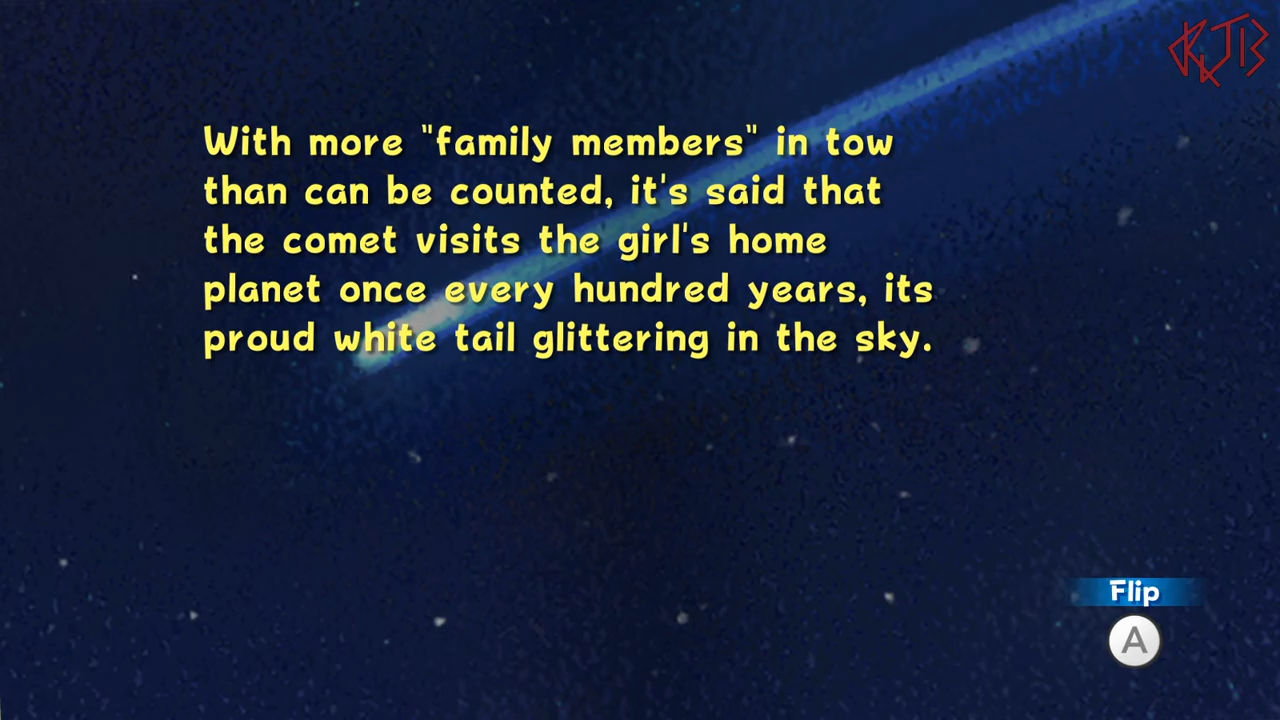 KJB
With more "family members" in tow
than can be counted, it's said that
the comet visits the girl's home
planet once every hundred years, its
proud white tail glittering in the sky.
Flip
A